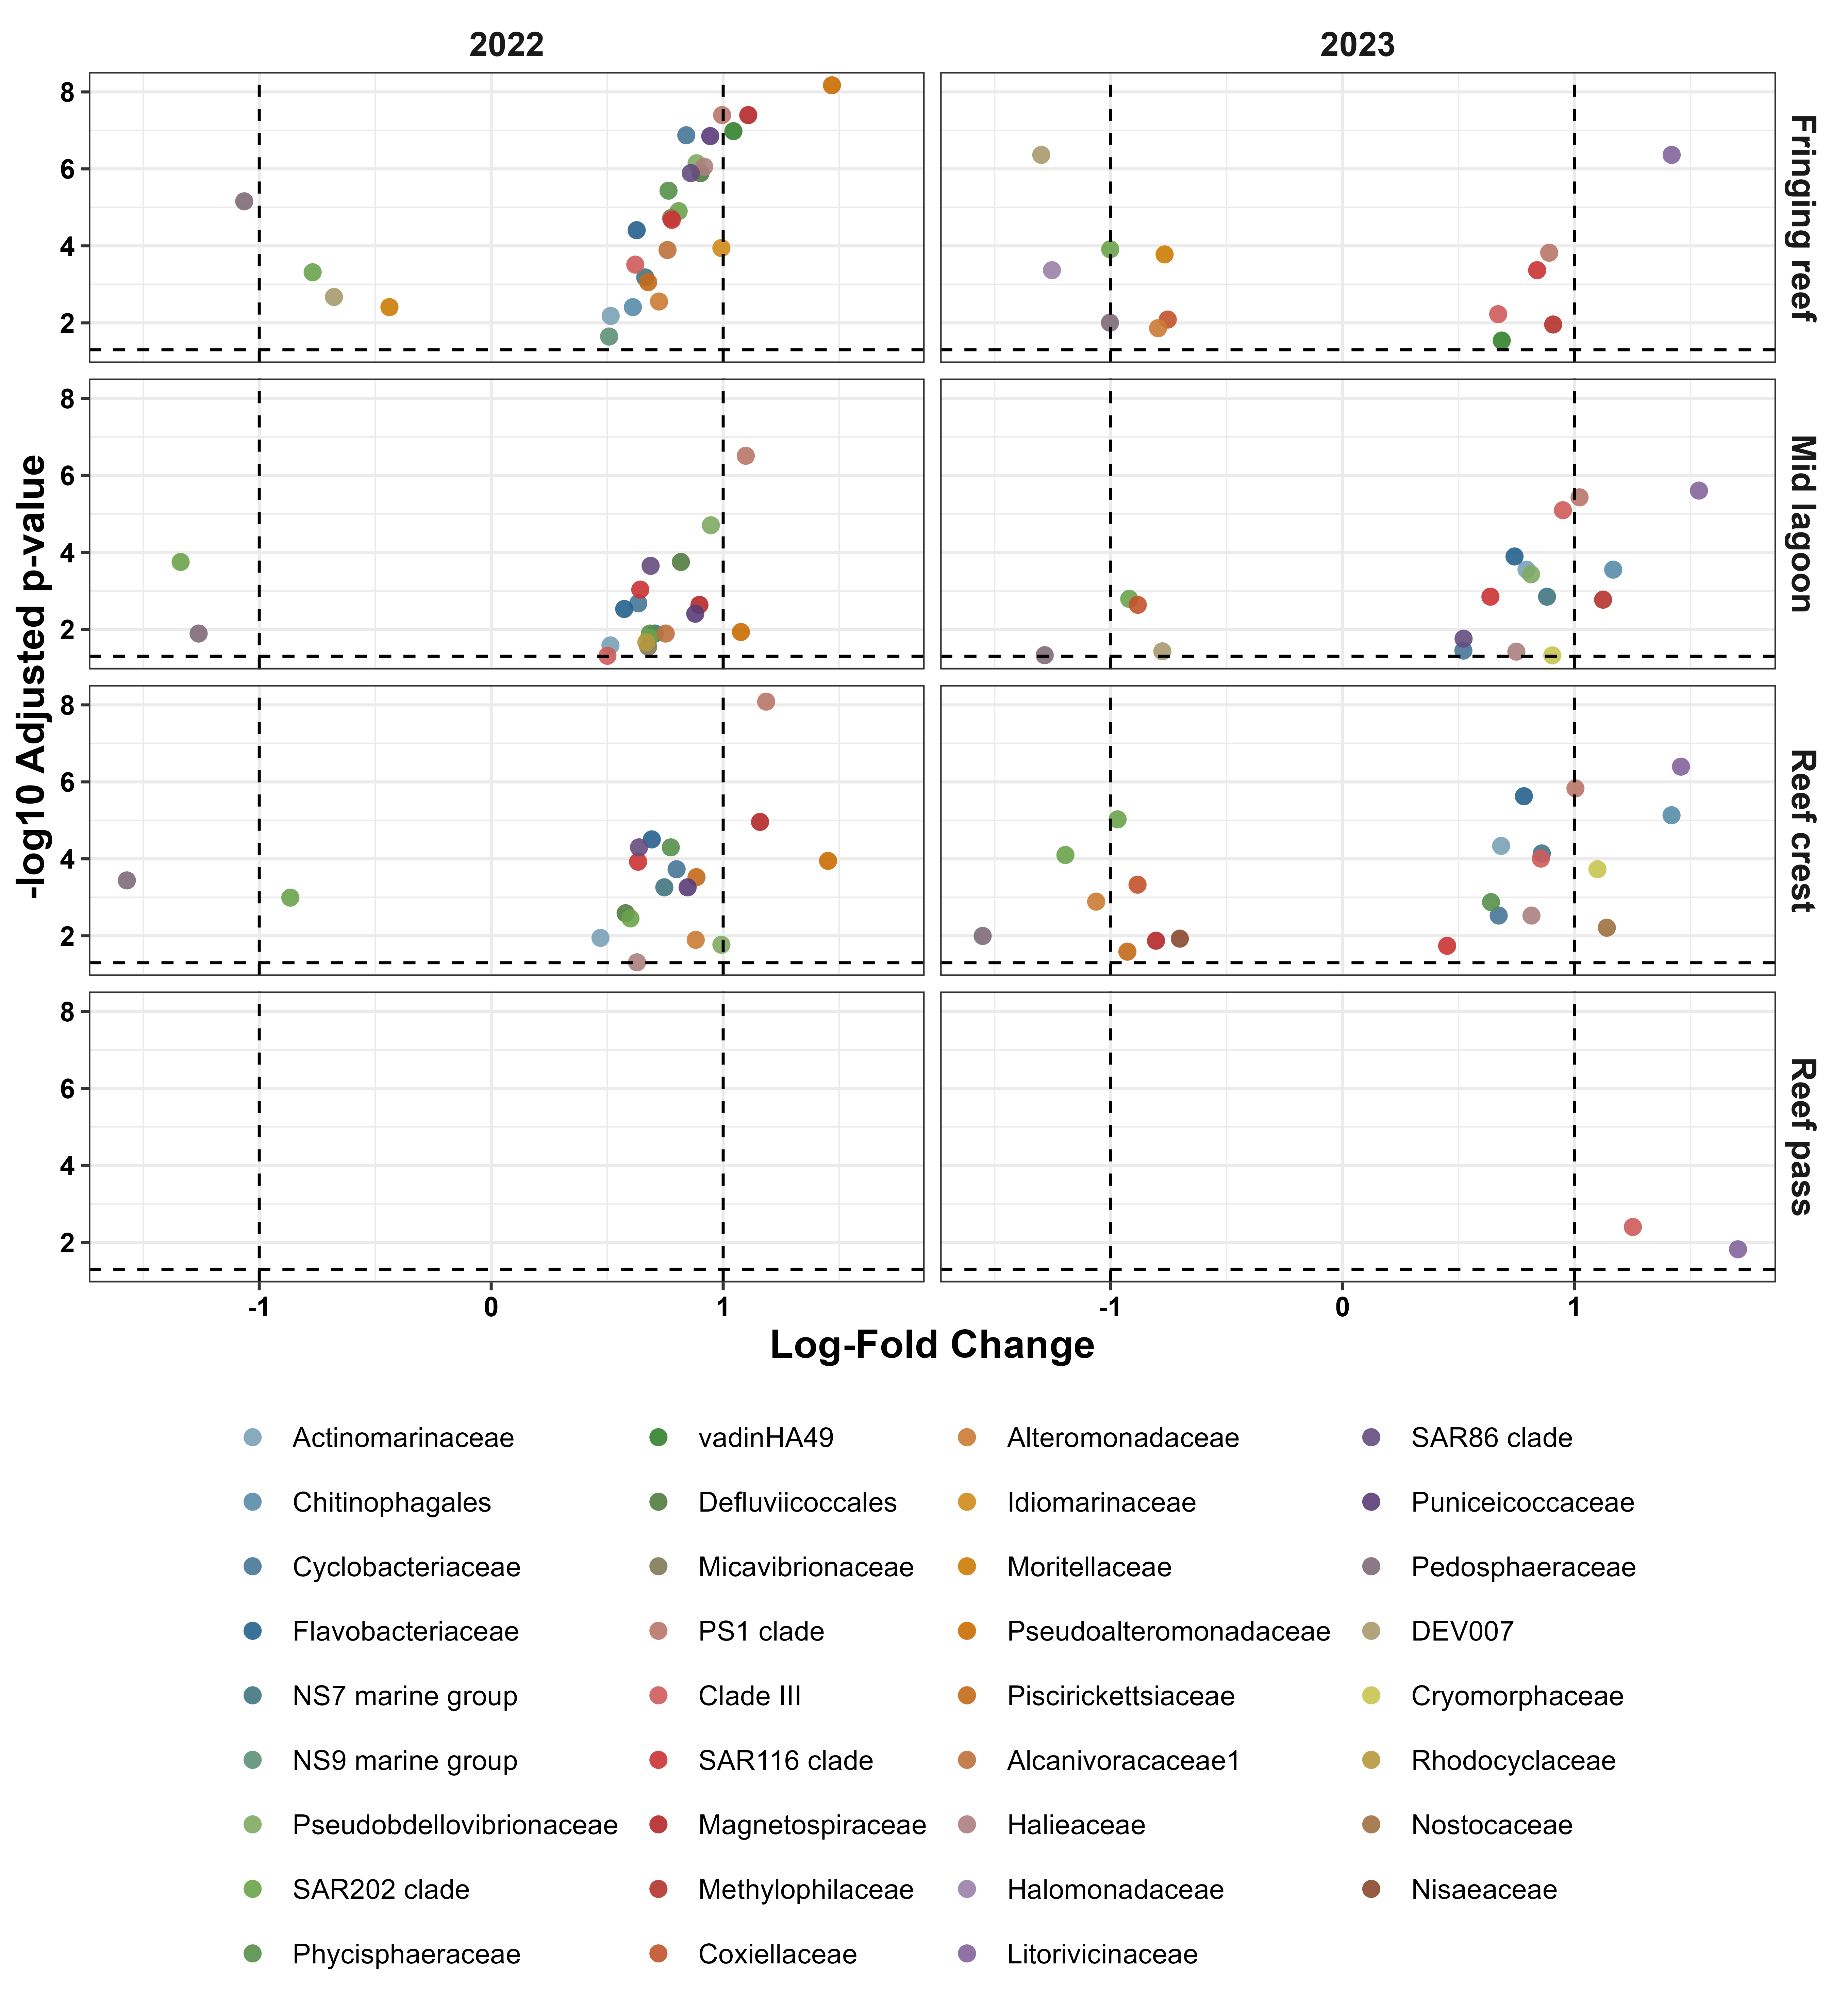 2022 2023
8
6
4
2
Fringing reef
8
6
4
2
Mid lagoon
-log10 Adjusted p-value
8
6
4
2
Reef crest
8
6
4
2
Reef pass
-1 0 1 -1 0 1
Log-Fold Change
Actinomarinaceae vadinHA49 Alteromonadaceae SAR86 clade
Chitinophagales Defluviicoccales Idiomarinaceae Puniceicoccaceae
Cyclobacteriaceae Micavibrionaceae Moritellaceae Pedosphaeraceae
Flavobacteriaceae PS1 clade Pseudoalteromonadaceae DEV007
NS7 marine group Clade III Piscirickettsiaceae Cryomorphaceae
NS9 marine group SAR116 clade Alcanivoracaceae1 Rhodocyclaceae
Pseudobdellovibrionaceae Magnetospiraceae Halieaceae Nostocaceae
SAR202 clade Methylophilaceae Halomonadaceae Nisaeaceae
Phycisphaeraceae Coxiellaceae Litorivicinaceae